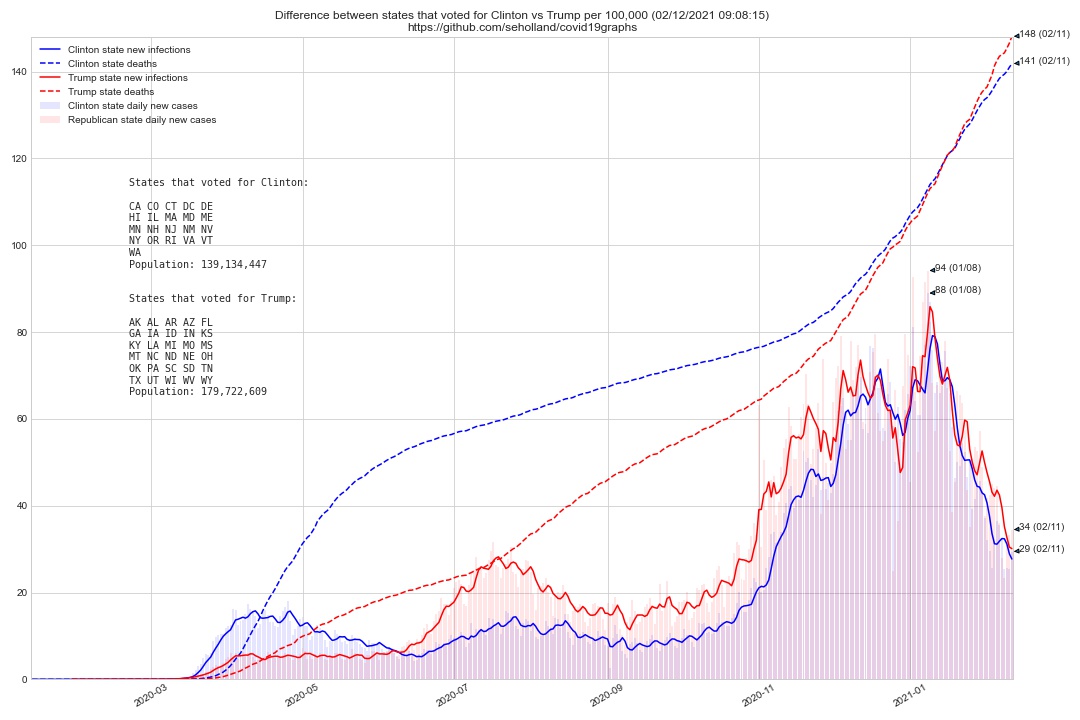 Difference between states that voted for Clinton vs Trump per 100,000 (02/12/2021 09:08:15)
https://github.com/seholland/covid19graphs
Clinton state new infections
Clinton state deaths
Trump state new infections
Trump state deaths
Clinton state daily new cases
Republican state daily new cases
States that voted for Clinton:
CA CO CT DC DE
HI IL MA MD ME
MN NH NJ NM NV
NY OR RI VA VT
WA
Population: 139,134,447
States that voted for Trump:
AK AL AR AZ FL
GA IA ID IN KS
KY LA MI MO MS
MT NC ND NE OH
OK PA SC SD TN
TX UT WI WV WY
Population: 179,722,609
148 (02/11)
141 (02/11)
94 (01/08)
88 (01/08)
34 (02/11)
29 (02/11)
140
120
100
80
60
40
20
0
2020-03
2020-05
2020-07
2020-09
2020-11
2021-01